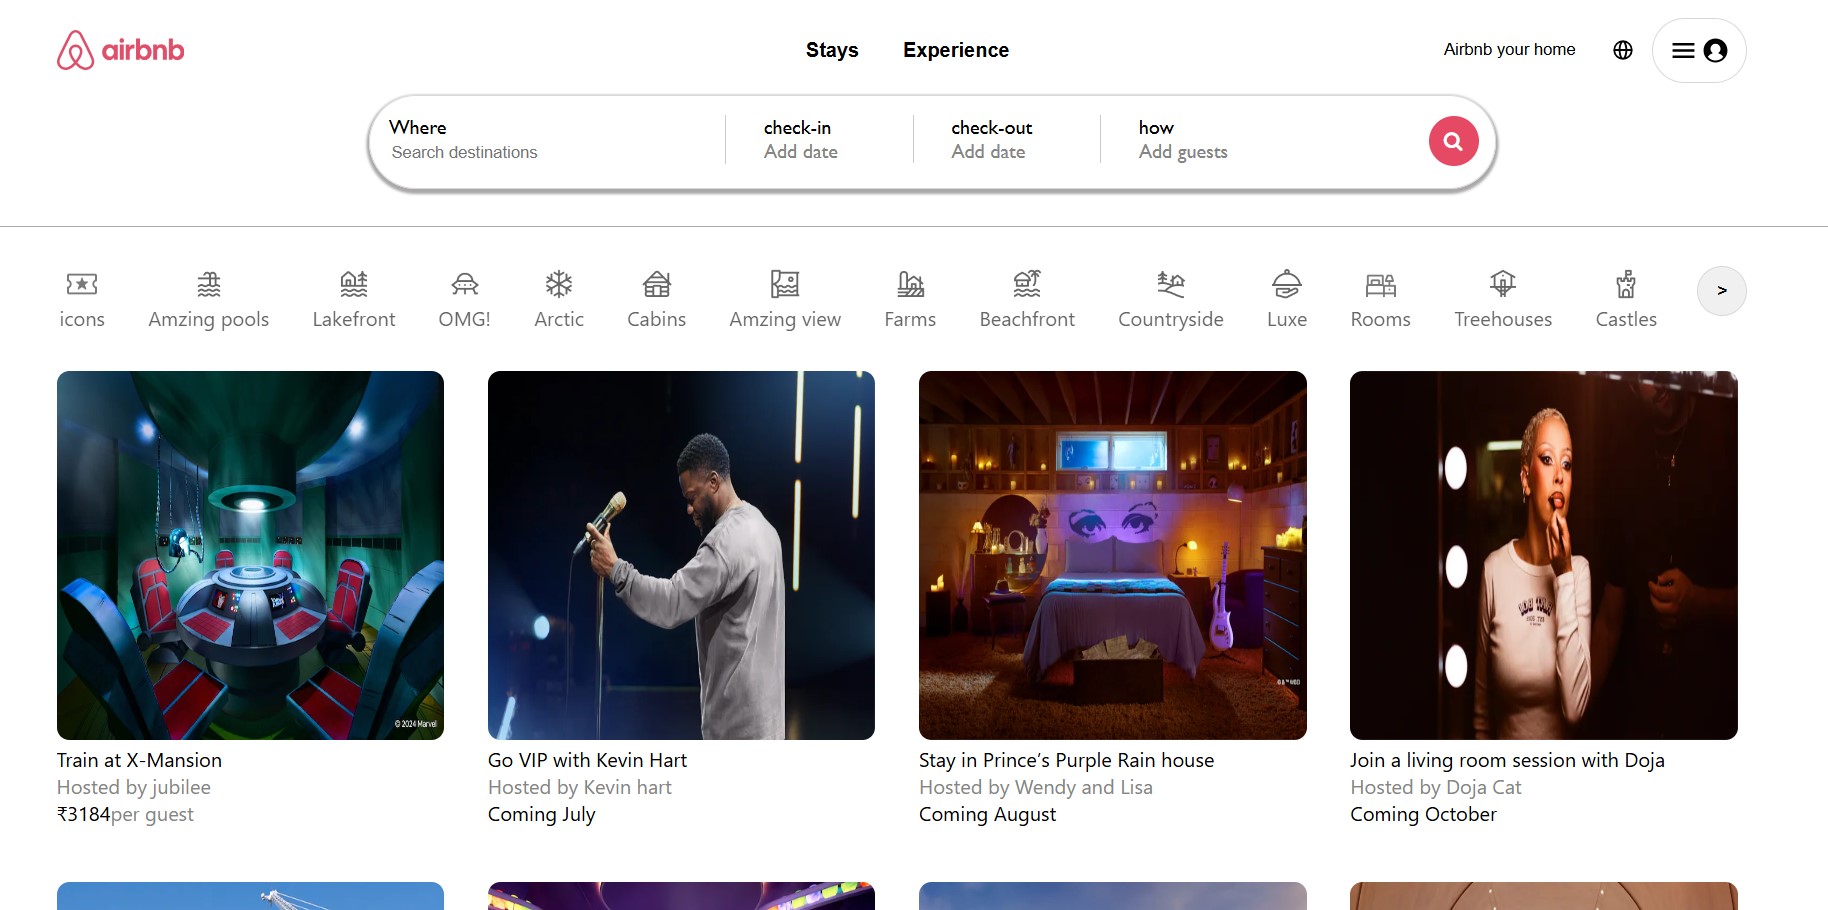 airbnb
Stays Experience
Airbnb your home
Where
Search destinations
check-in
Add date
check-out
Add date
how
Add guests
icons
Amzing pools
Lakefront
OMG!
Arctic
Cabins
Amzing view
Farms
Beachfront
Countryside
Luxe
Rooms
Treehouses
Castles
>
© 2024 Marvel
Train at X-Mansion
Hosted by jubilee
₹3184per guest
Go VIP with Kevin Hart
Hosted by Kevin hart
Coming July
Stay in Prince’s Purple Rain house
Hosted by Wendy and Lisa
Coming August
Join a living room session with Doja
Hosted by Doja Cat
Coming October